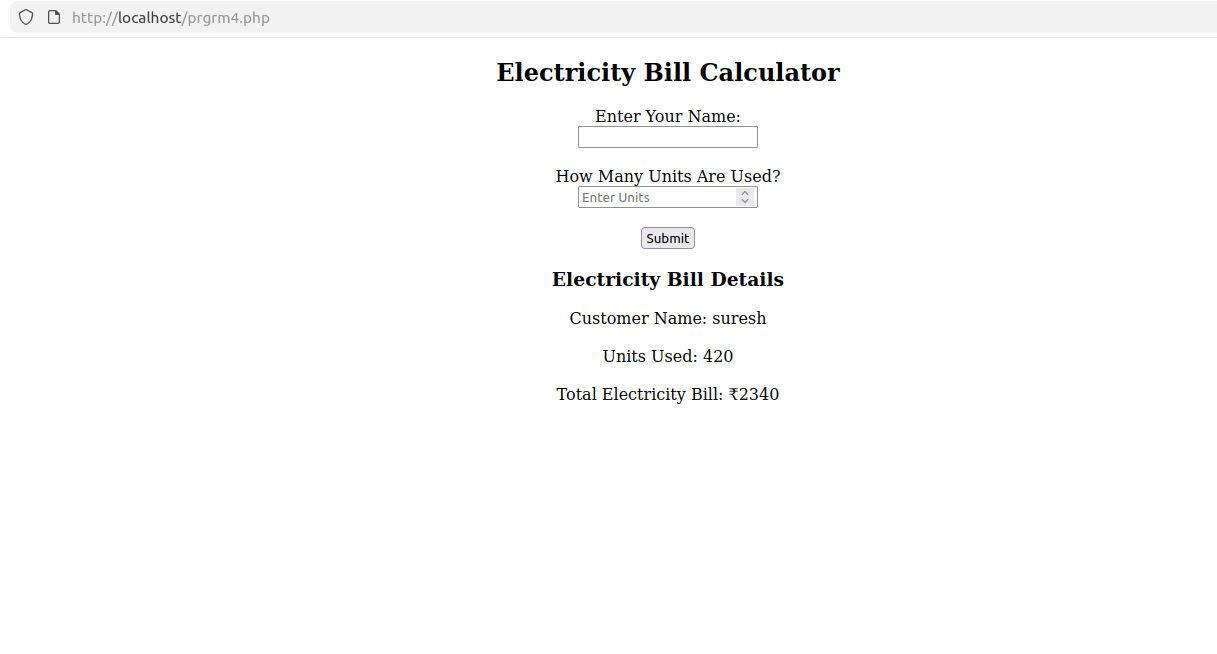 http://localhost/prgrm4.php
Electricity Bill Calculator
Enter Your Name:
How Many Units Are Used?
Enter Units
Submit
Electricity Bill Details
Customer Name: suresh
Units Used: 420
Total Electricity Bill: ₹2340